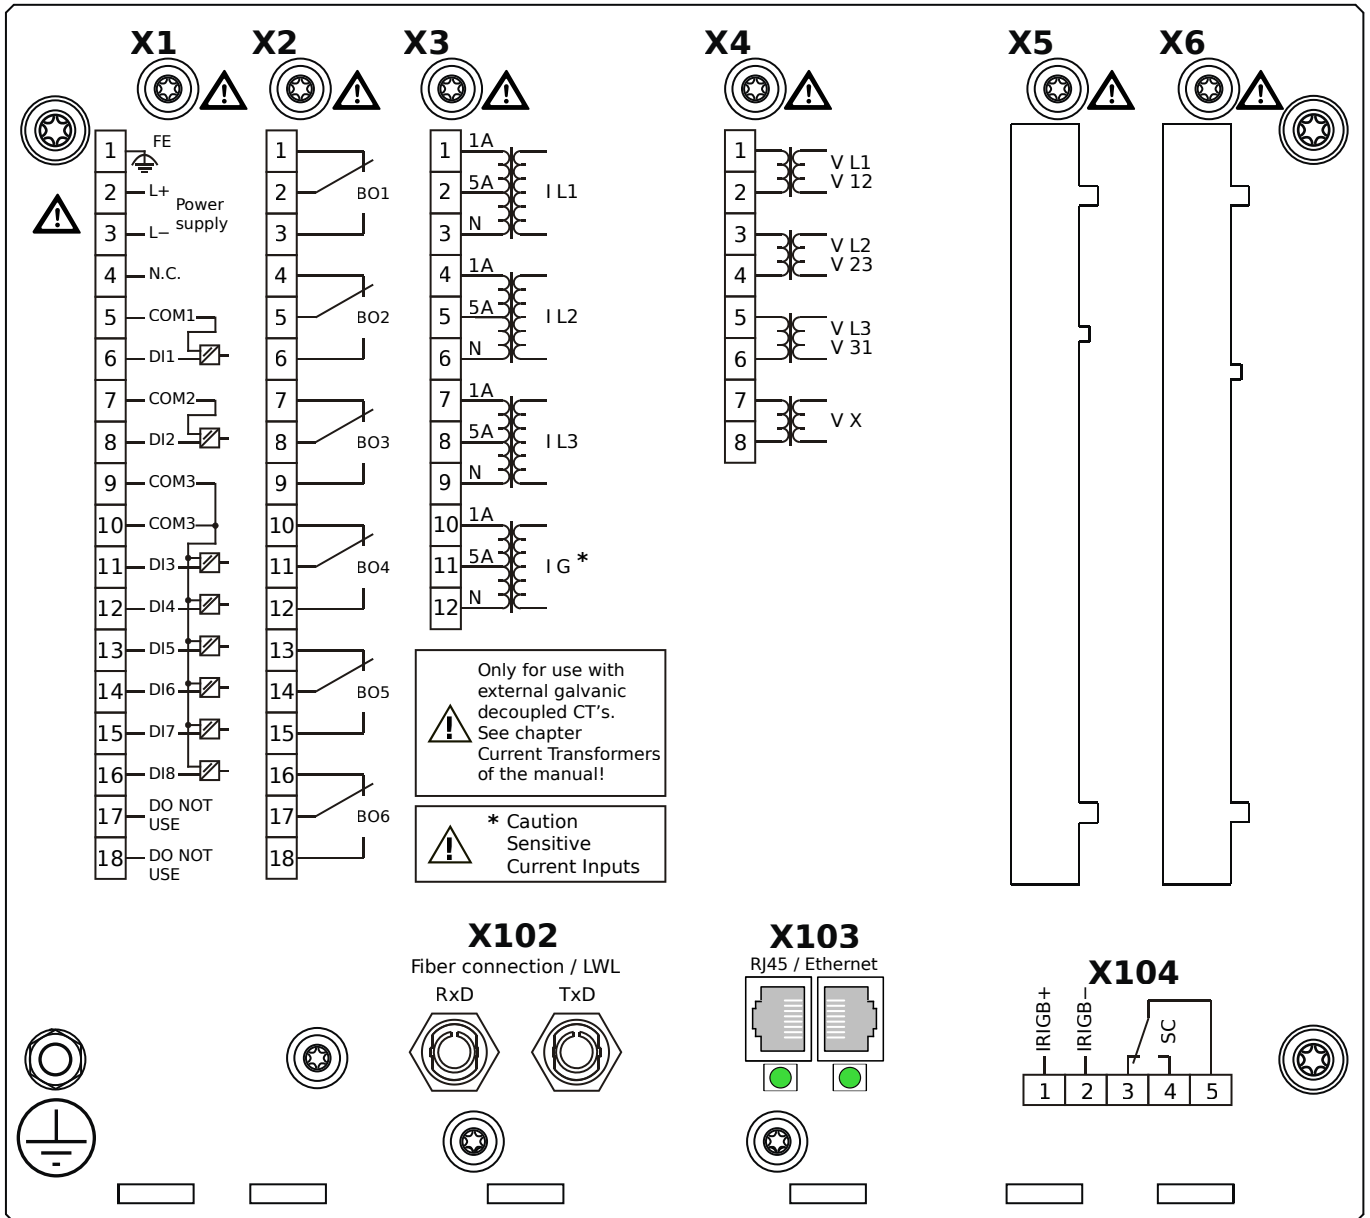 X1 X2 X3 X4 X5 X6
1 FE
2 L+ Power
supply
3 L−
4 N.C.
5 COM1
6 DI1
7 COM2
8 DI2
9 COM3
10 COM3
11 DI3
12 DI4
13 DI5
14 DI6
15 DI7
16 DI8
17 DO NOT
USE
18 DO NOT
USE
1
2 BO1
3
4
5 BO2
6
7
8 BO3
9
10
11 BO4
12
13
14 BO5
15
16
17 BO6
18
1 1A
2 5A I L1
3 N
4 1A
5 5A I L2
6 N
7 1A
8 5A I L3
9 N
10 1A
11 5A I G *
12 N
Only for use with
external galvanic
decoupled CT's.
See chapter
Current Transformers
of the manual!
* Caution
Sensitive
Current Inputs
1 V L1
2 V 12
3 V L2
4 V 23
5 V L3
6 V 31
7 V X
8
X102
Fiber connection / LWL
RxD TxD
X103
RJ45 / Ethernet
X104
IRIGB+ IRIGB− SC
1 2 3 4 5